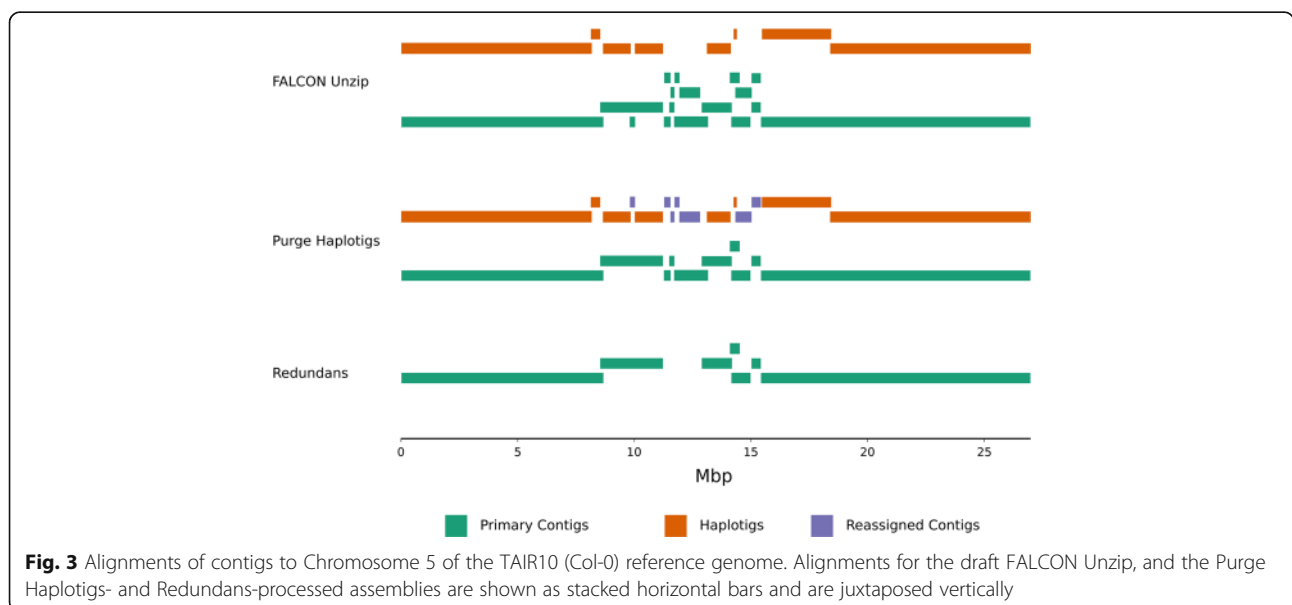 FALCON Unzip
Purge Haplotigs
Redundans
0 5 10 15 20 25
Mbp
Primary Contigs Haplotigs Reassigned Contigs
Fig. 3 Alignments of contigs to Chromosome 5 of the TAIR10 (Col-0) reference genome. Alignments for the draft FALCON Unzip, and the Purge
Haplotigs- and Redundans-processed assemblies are shown as stacked horizontal bars and are juxtaposed vertically